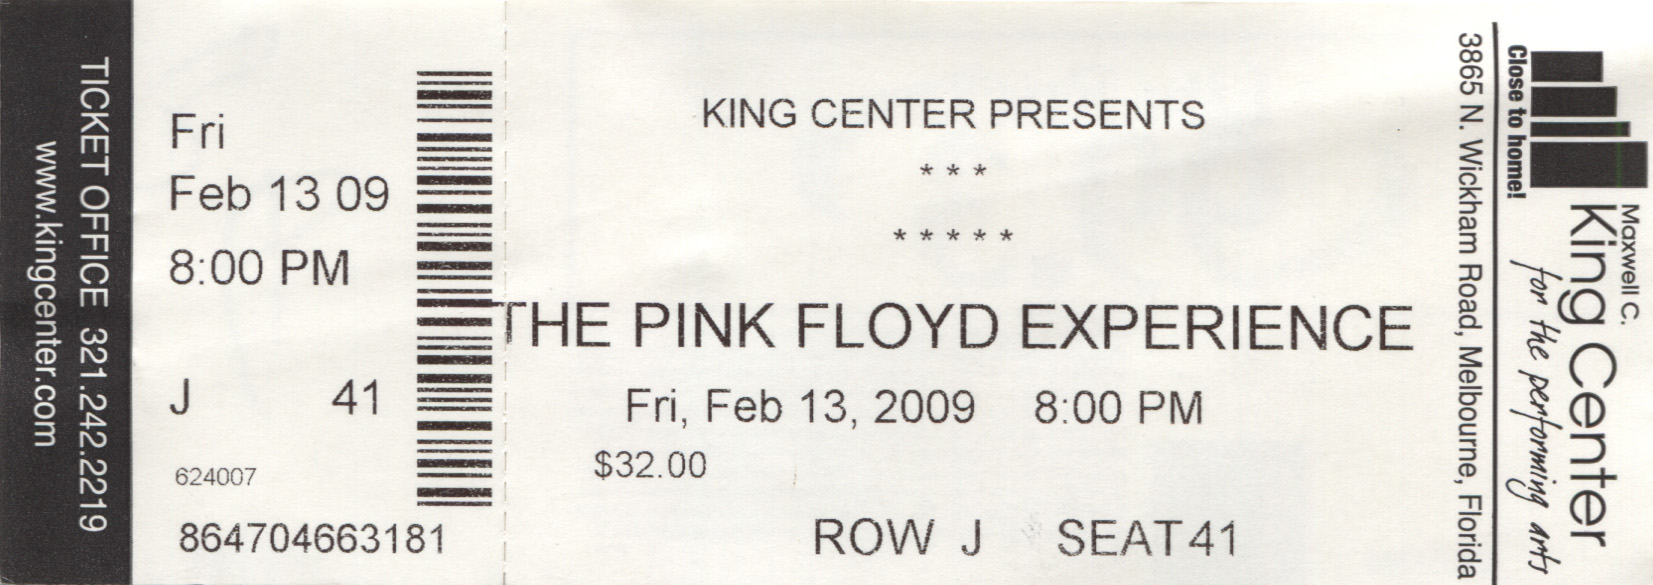 TICKET OFFICE 321.242.2219
www.kingcenter.com
Fri
Feb 13 09
8:00 PM
J 41
624007
864704663181
KING CENTER PRESENTS
* * *
* * * * *
THE PINK FLOYD EXPERIENCE
Fri, Feb 13, 2009 8:00 PM
$32.00
ROW J SEAT 41
Maxwell C.
King Center
for the performing arts
Close to home!
3865 N. Wickham Road, Melbourne, Florida